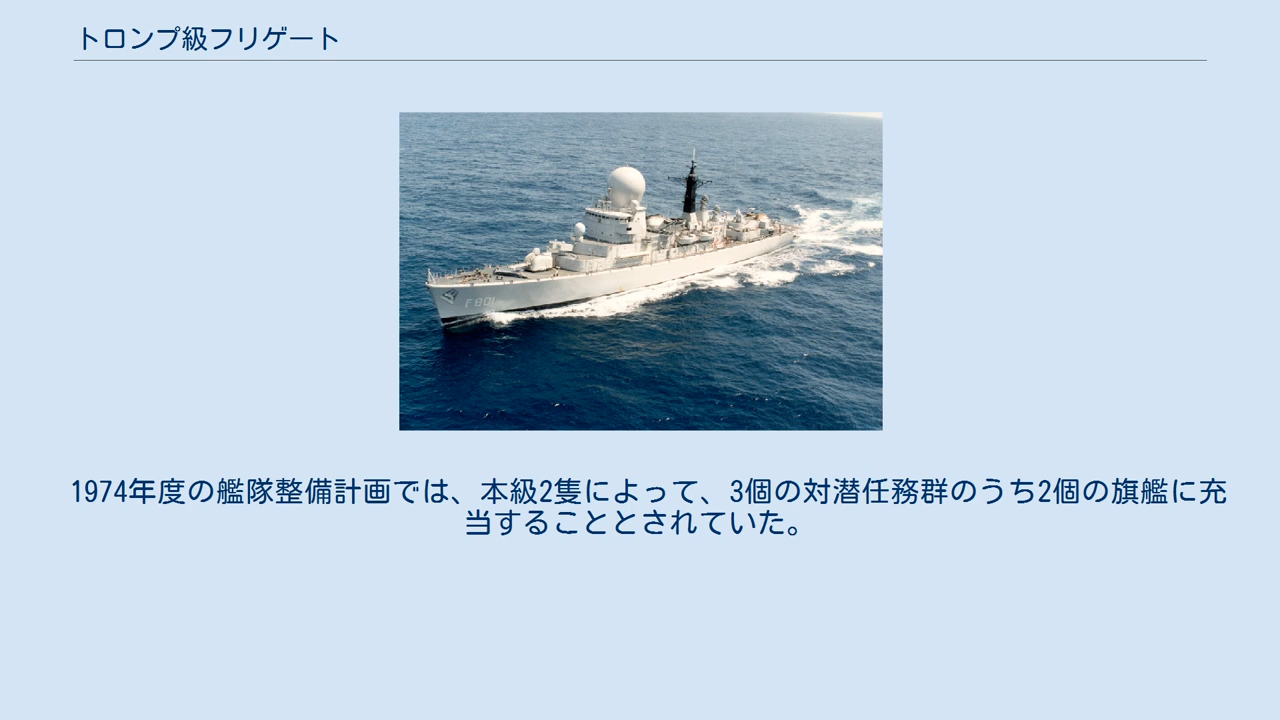 トロンプ級フリゲート
F801
1974年度の艦隊整備計画では、本級2隻によって、3個の対潜任務群のうち2個の旗艦に充
当することとされていた。